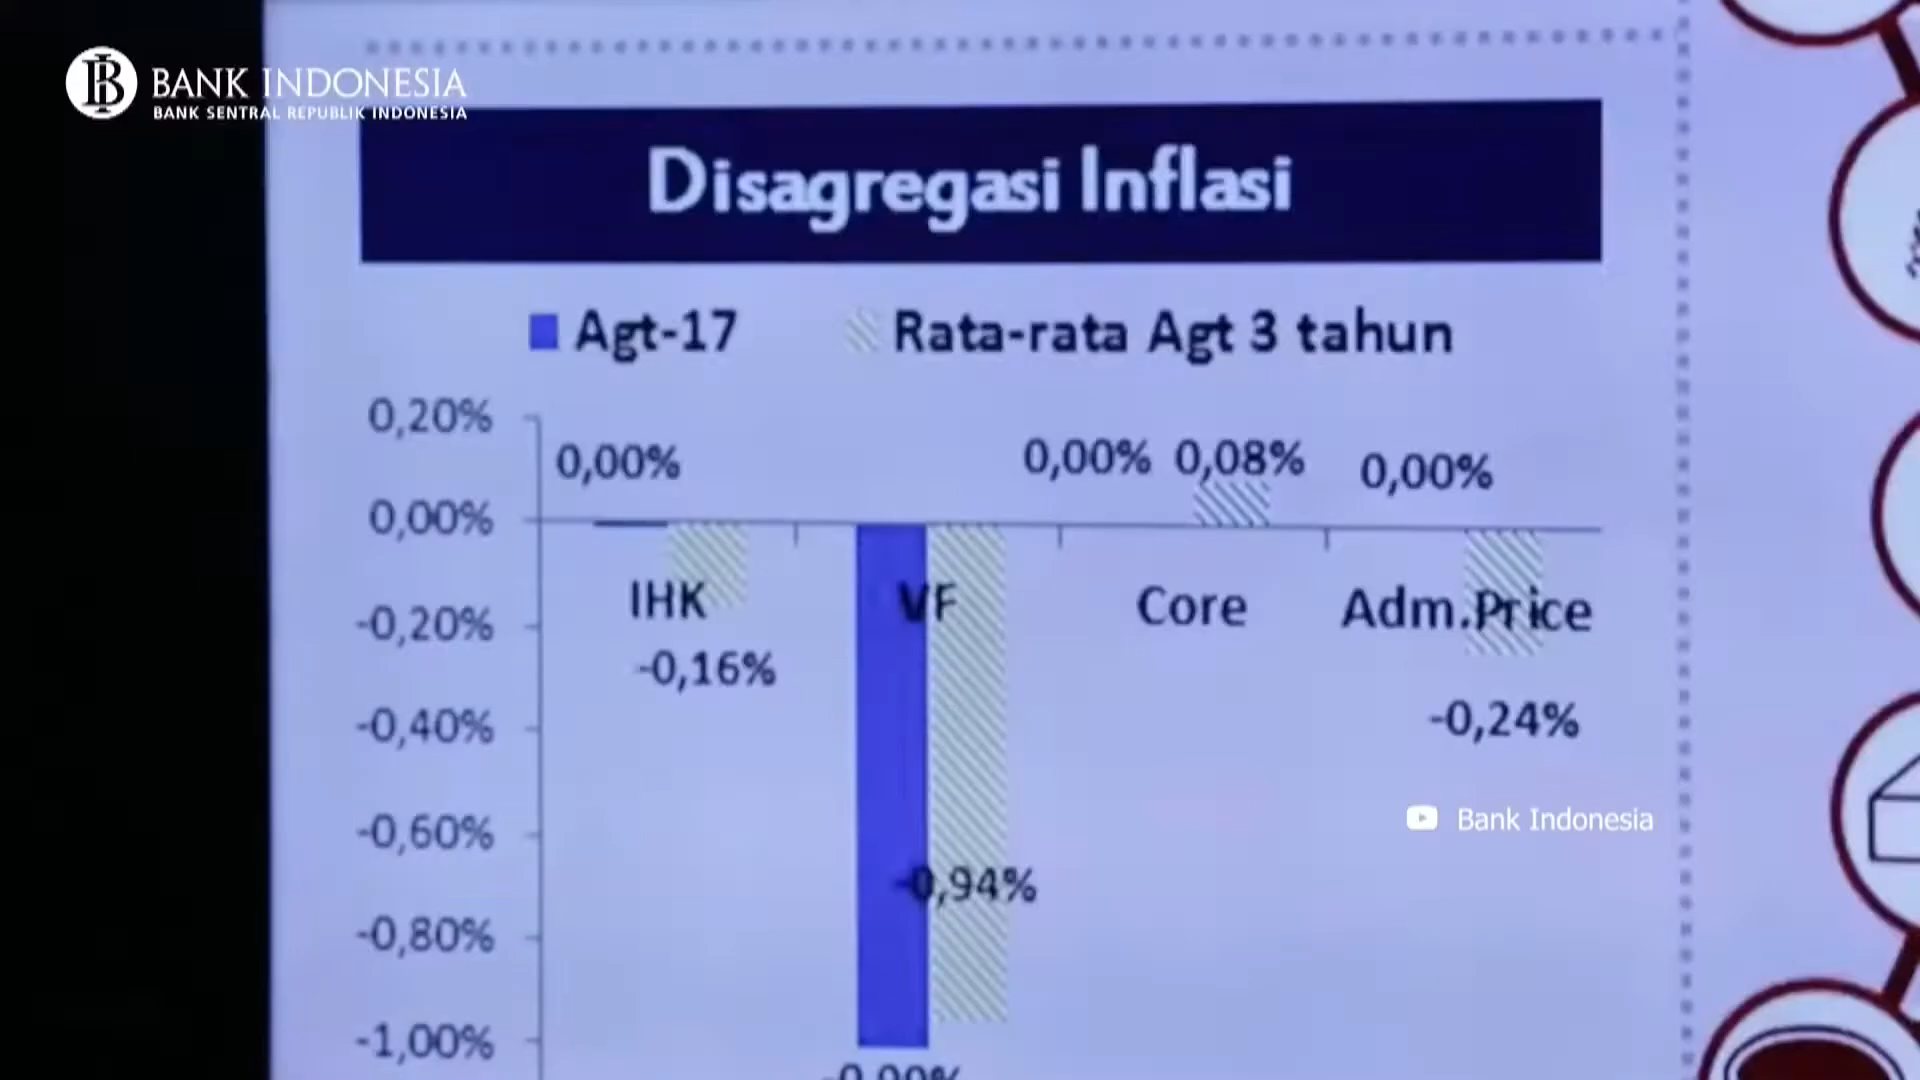 BANK INDONESIA
BANK SENTRAL REPUBLIK INDONESIA
Disagregasi Inflasi
Agt-17 Rata-rata Agt 3 tahun
0,20%
0,00% 0,00% 0,08% 0,00%
0,00%
IHK VF Core Adm.Price
-0,20%
-0,16%
-0,40%
-0,24%
-0,60%
Bank Indonesia
-0,94%
-0,80%
-1,00%